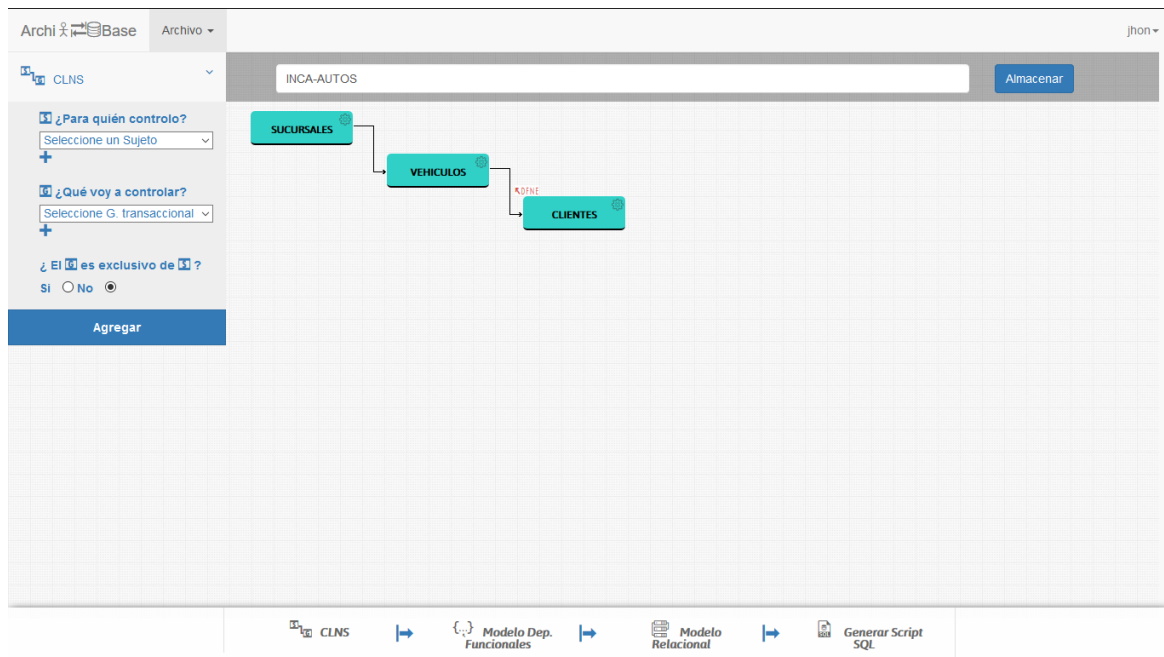 Archi Base
Archivo
jhon
CLNS
INCA-AUTOS
Almacenar
S ¿Para quién controlo?
Seleccione un Sujeto
G ¿Qué voy a controlar?
Seleccione G. transaccional
¿ El G es exclusivo de S ?
Si No
Agregar
SUCURSALES
VEHICULOS
DFNE
CLIENTES
CLNS
{...} Modelo Dep.
Funcionales
Modelo
Relacional
SQL Generar Script
SQL